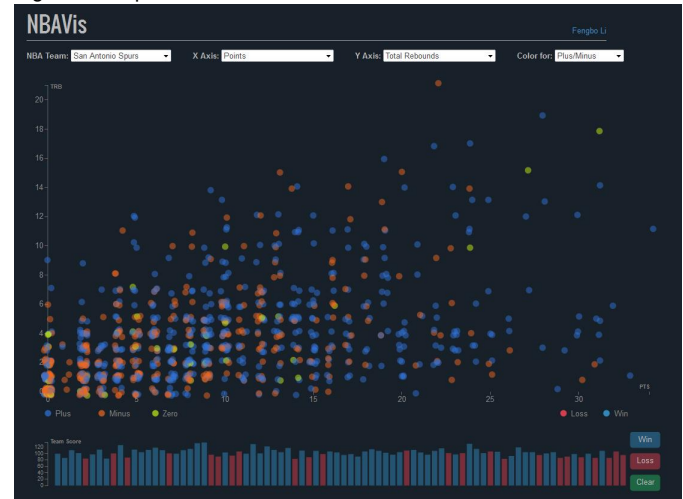 NBAVis
Fengbo Li
NBA Team: San Antonio Spurs X Axis: Points Y Axis: Total Rebounds Color for: Plus/Minus
TRB
20
18
16
14
12
10
8
6
4
2
0
0 10 15 20 25 30
PTS
Plus Minus Zero Loss Win
Team Score
120
100
80
60
40
20
0
Win
Loss
Clear